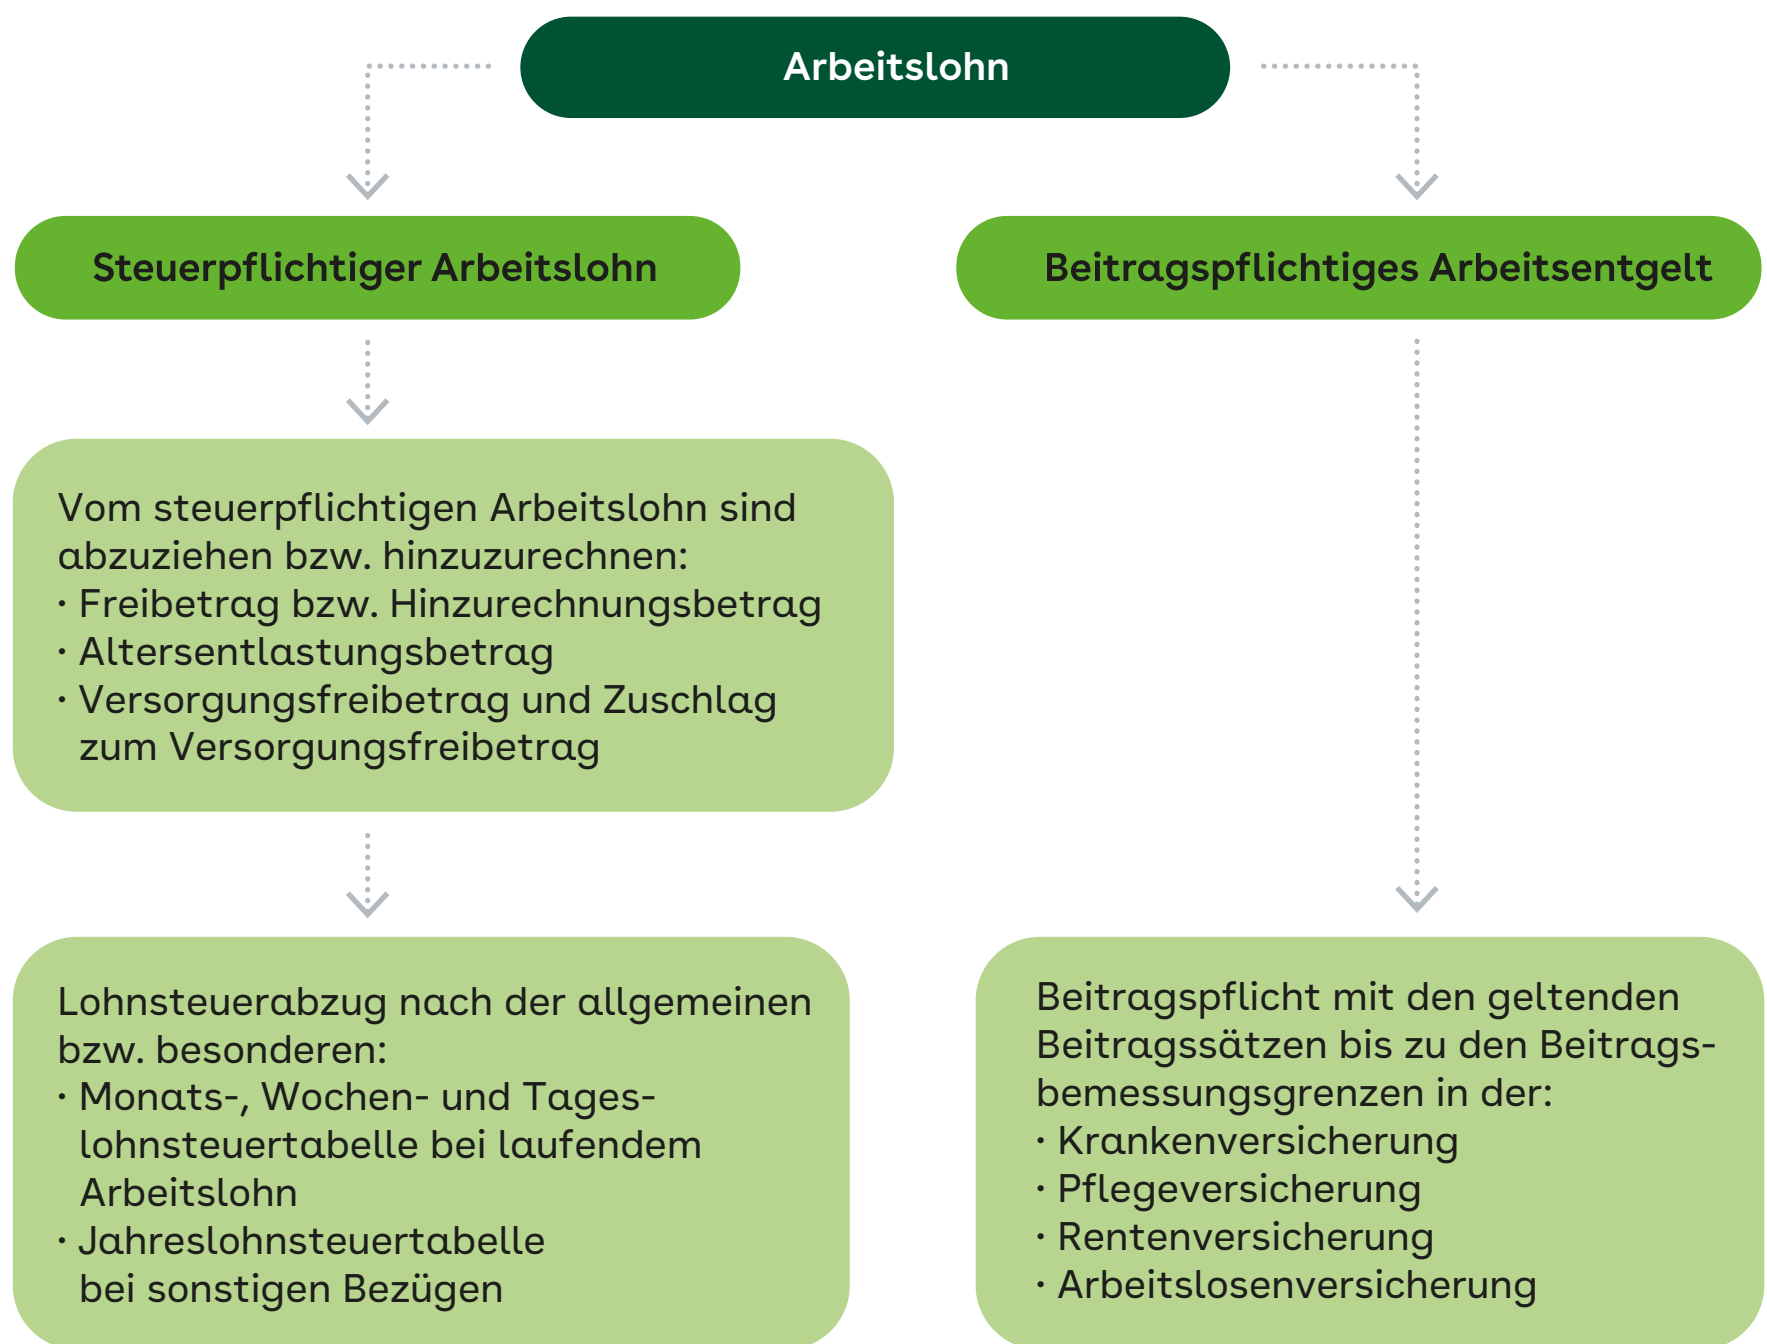 Arbeitslohn
Steuerpflichtiger Arbeitslohn
Beitragspflichtiges Arbeitsentgelt
Vom steuerpflichtigen Arbeitslohn sind
abzuziehen bzw. hinzuzurechnen:
· Freibetrag bzw. Hinzurechnungsbetrag
· Altersentlastungsbetrag
· Versorgungsfreibetrag und Zuschlag
zum Versorgungsfreibetrag
Lohnsteuerabzug nach der allgemeinen
bzw. besonderen:
· Monats-, Wochen- und Tages-
lohnsteuertabelle bei laufendem
Arbeitslohn
· Jahreslohnsteuertabelle
bei sonstigen Bezügen
Beitragspflicht mit den geltenden
Beitragssätzen bis zu den Beitrags-
bemessungsgrenzen in der:
· Krankenversicherung
· Pflegeversicherung
· Rentenversicherung
· Arbeitslosenversicherung